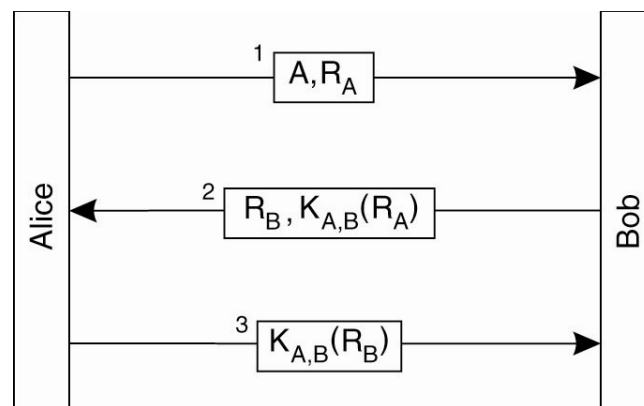 1
A,R_A
2
R_B,K_A,B(R_A)
3
K_A,B(R_B)
Alice
Bob